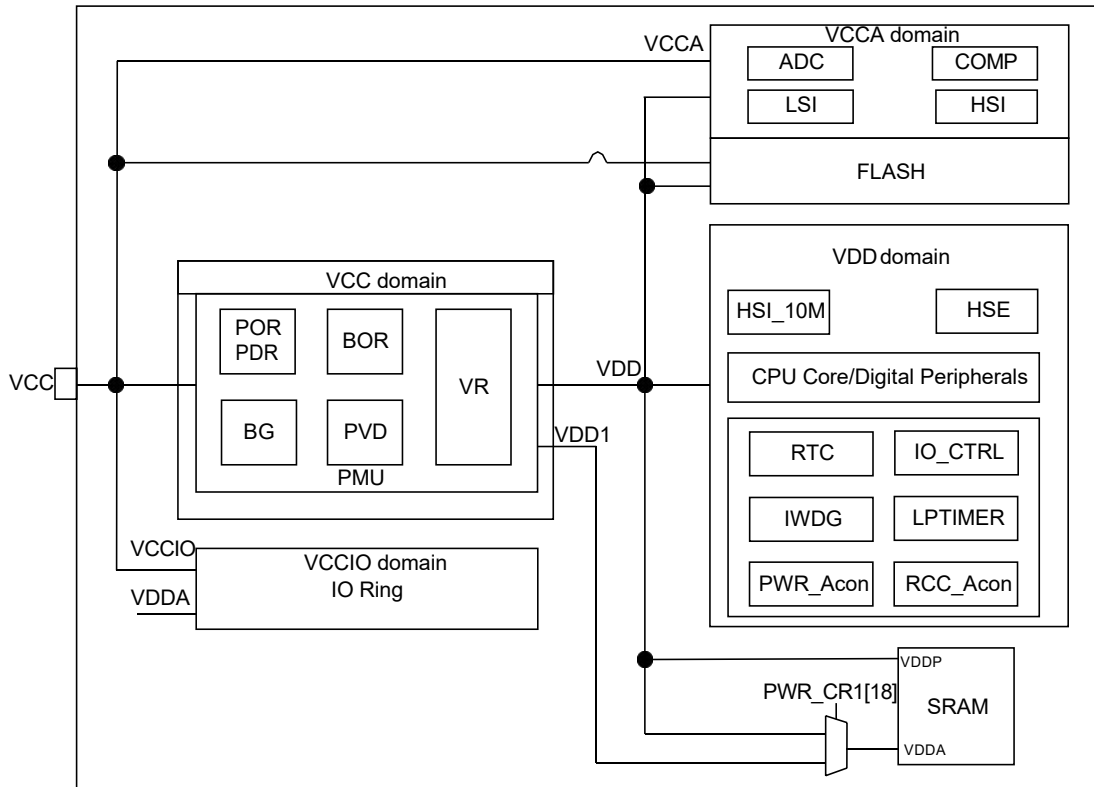 VCCA domain
VCCA
ADC
COMP
LSI
HSI
FLASH
VDD domain
VCC domain
HSI_10M
HSE
POR
PDR
BOR
VR
VCC
VDD
CPU Core/Digital Peripherals
BG
PVD
VDD1
PMU
RTC
IO_CTRL
IWDG
LPTIMER
VCCIO
VCCIO domain
IO Ring
VDDA
PWR_Acon
RCC_Acon
VDDP
PWR_CR1[18]
SRAM
VDDA